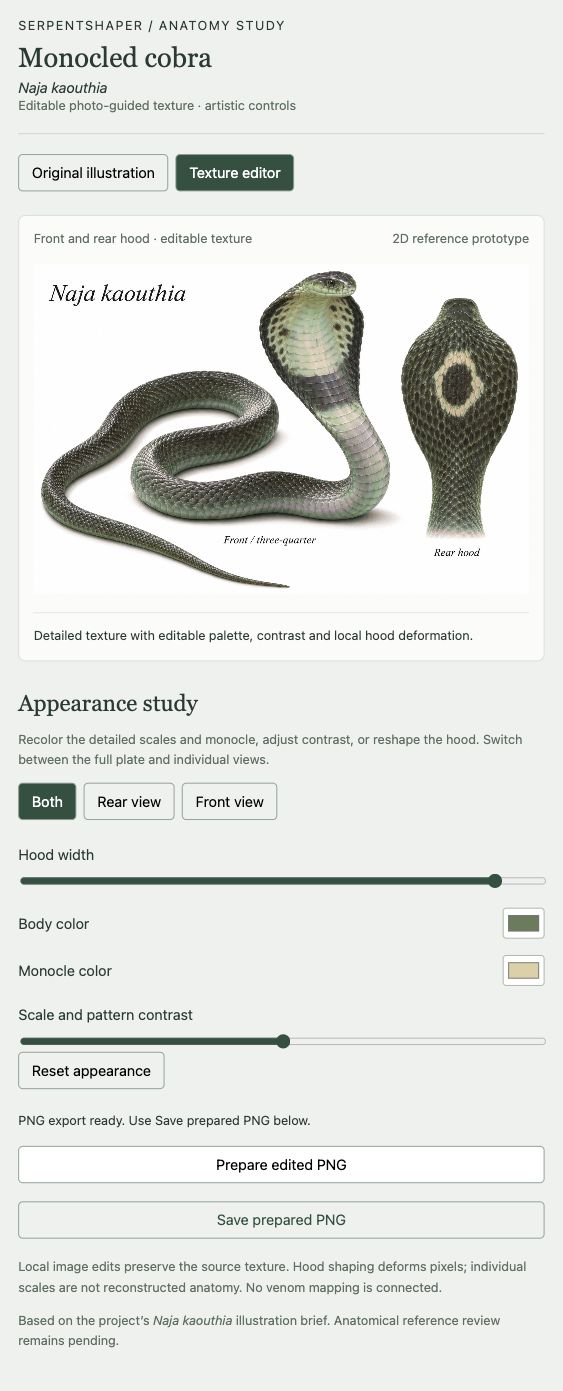 SERPENTSHAPER / ANATOMY STUDY
Monocled cobra
Naja kaouthia
Editable photo-guided texture · artistic controls
Original illustration
Texture editor
Front and rear hood · editable texture
2D reference prototype
Naja kaouthia
Front / three-quarter
Rear hood
Detailed texture with editable palette, contrast and local hood deformation.
Appearance study
Recolor the detailed scales and monocle, adjust contrast, or reshape the hood. Switch
between the full plate and individual views.
Both
Rear view
Front view
Hood width
Body color
Monocle color
Scale and pattern contrast
Reset appearance
PNG export ready. Use Save prepared PNG below.
Prepare edited PNG
Save prepared PNG
Local image edits preserve the source texture. Hood shaping deforms pixels; individual
scales are not reconstructed anatomy. No venom mapping is connected.
Based on the project's Naja kaouthia illustration brief. Anatomical reference review
remains pending.